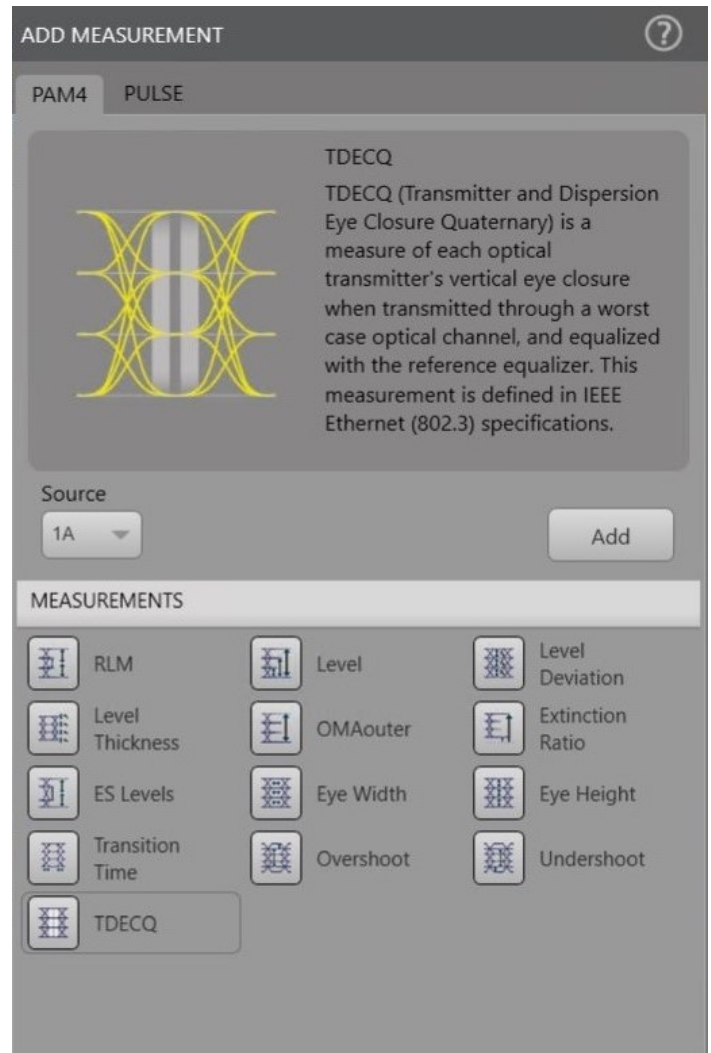 ADD MEASUREMENT
?
PAM4 PULSE
TDECQ
TDECQ (Transmitter and Dispersion
Eye Closure Quaternary) is a
measure of each optical
transmitter's vertical eye closure
when transmitted through a worst
case optical channel, and equalized
with the reference equalizer. This
measurement is defined in IEEE
Ethernet (802.3) specifications.
Source
1A
Add
MEASUREMENTS
RLM
Level
Level
Deviation
Level
Thickness
OMAouter
Extinction
Ratio
ES Levels
Eye Width
Eye Height
Transition
Time
Overshoot
Undershoot
TDECQ